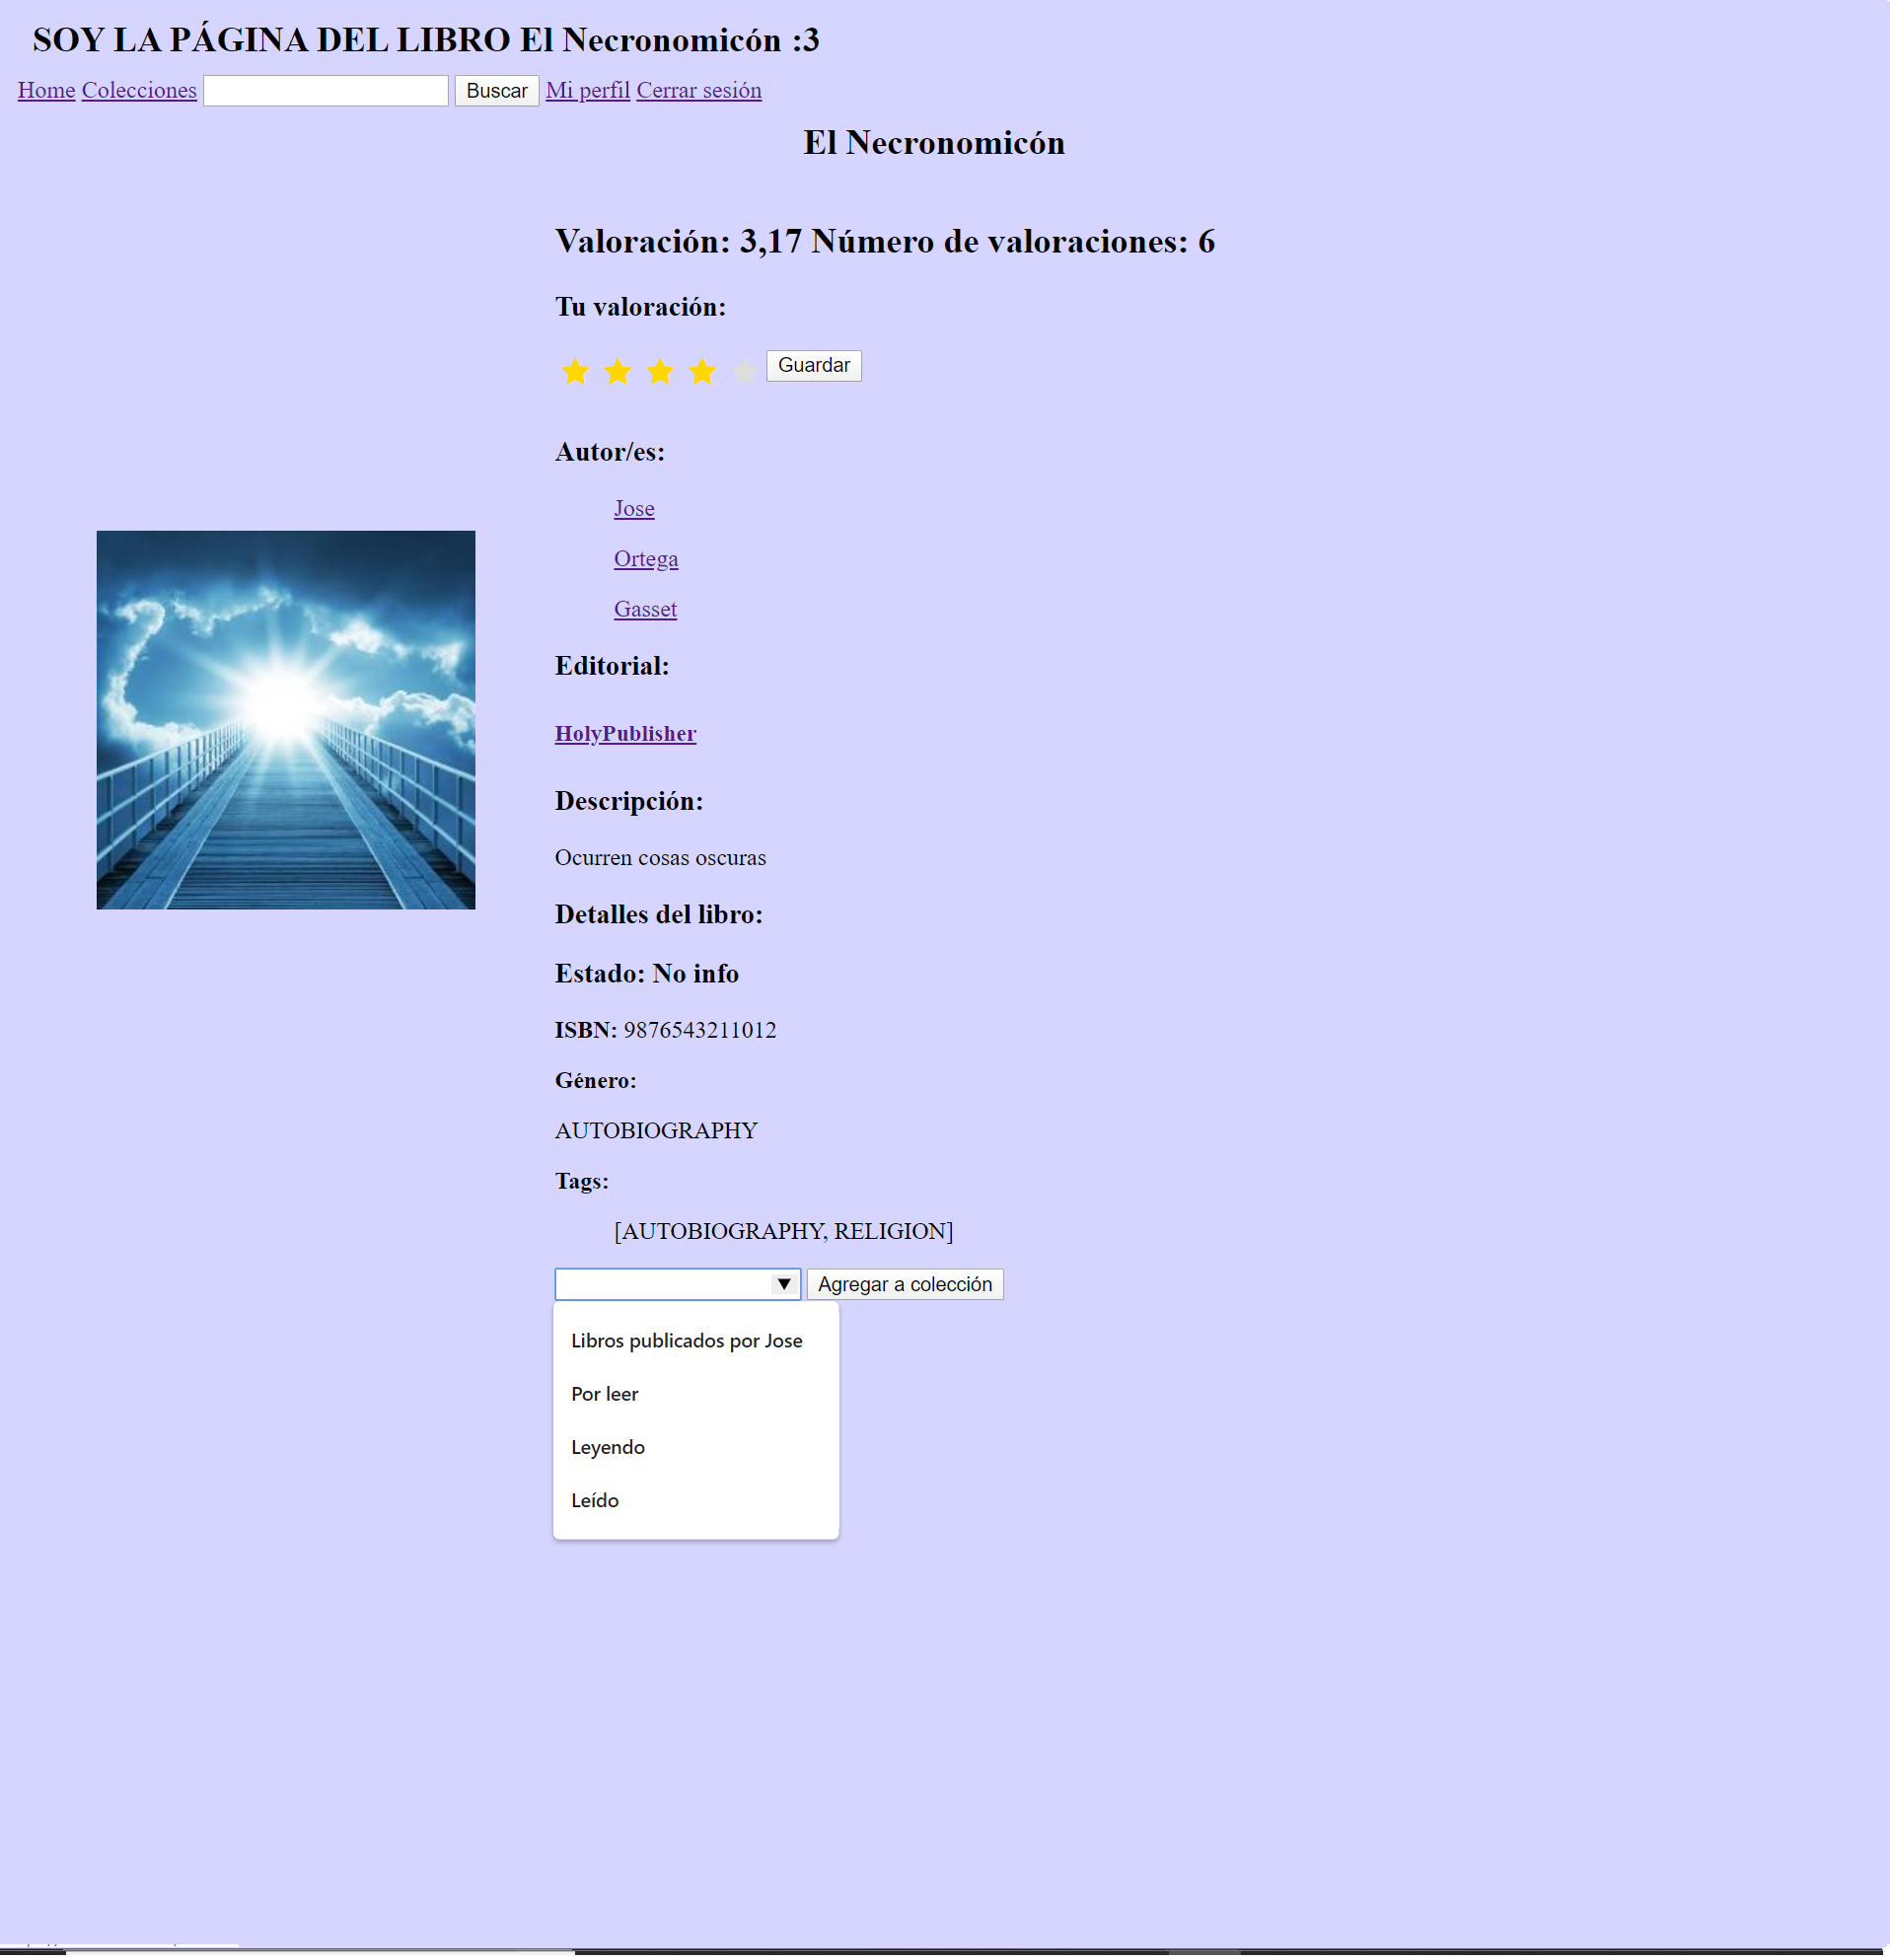 SOY LA PÁGINA DEL LIBRO El Necronomicón :3
Home Colecciones Buscar Mi perfil Cerrar sesión
El Necronomicón
Valoración: 3,17 Número de valoraciones: 6
Tu valoración:
Guardar
Autor/es:
Jose
Ortega
Gasset
Editorial:
HolyPublisher
Descripción:
Ocurren cosas oscuras
Detalles del libro:
Estado: No info
ISBN: 9876543211012
Género:
AUTOBIOGRAPHY
Tags:
[AUTOBIOGRAPHY, RELIGION]
Agregar a colección
Libros publicados por Jose
Por leer
Leyendo
Leído